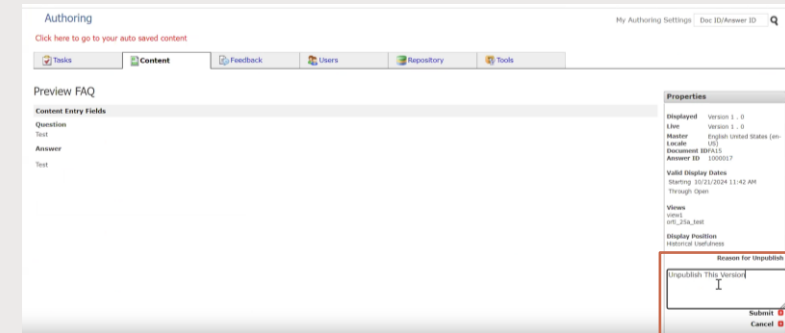 Authoring
My Authoring Settings Doc ID/Answer ID
Click here to go to your auto saved content
Tasks Content Feedback Users Repository Tools
Preview FAQ
Content Entry Fields
Question
Test
Answer
Test
Properties
Displayed Version 1 . 0
Live Version 1 . 0
Master Locale English United States (en-US)
Document ID FA15
Answer ID 1000017
Valid Display Dates
Starting 10/21/2024 11:42 AM
Through Open
Views
view1
Display Position
Historical Usefulness
Reason for Unpublish
Unpublish This Version
Submit
Cancel